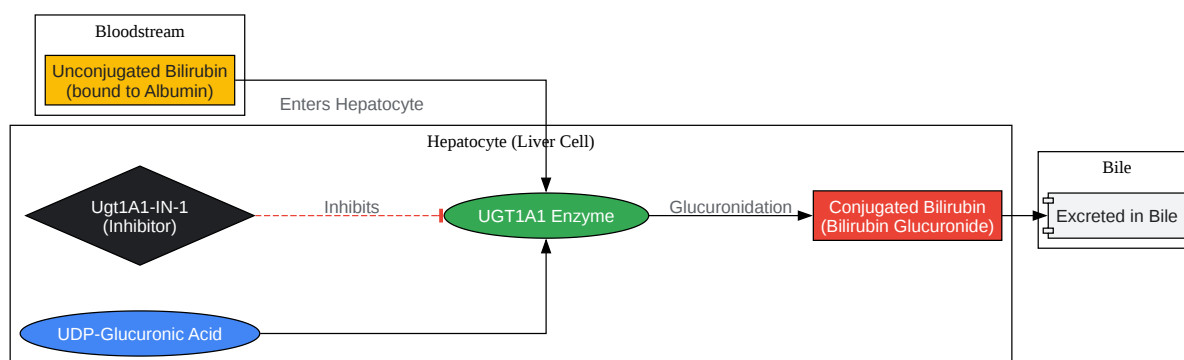 Bloodstream
Unconjugated Bilirubin
(bound to Albumin)
Enters Hepatocyte
Hepatocyte (Liver Cell)
Ugt1A1-IN-1
(Inhibitor)
Inhibits
UGT1A1 Enzyme
Glucuronidation
Conjugated Bilirubin
(Bilirubin Glucuronide)
Bile
Excreted in Bile
UDP-Glucuronic Acid